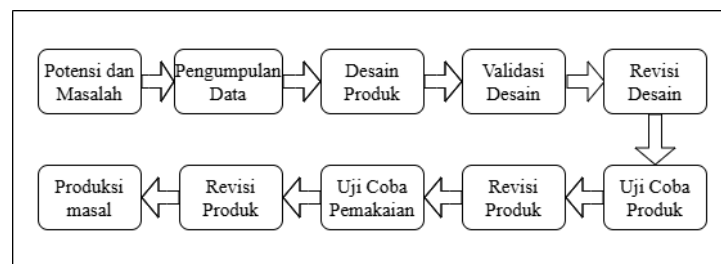 Potensi dan
Masalah
Pengumpulan
Data
Desain
Produk
Validasi
Desain
Revisi
Desain
Uji Coba
Produk
Revisi
Produk
Uji Coba
Pemakaian
Revisi
Produk
Produksi
masal